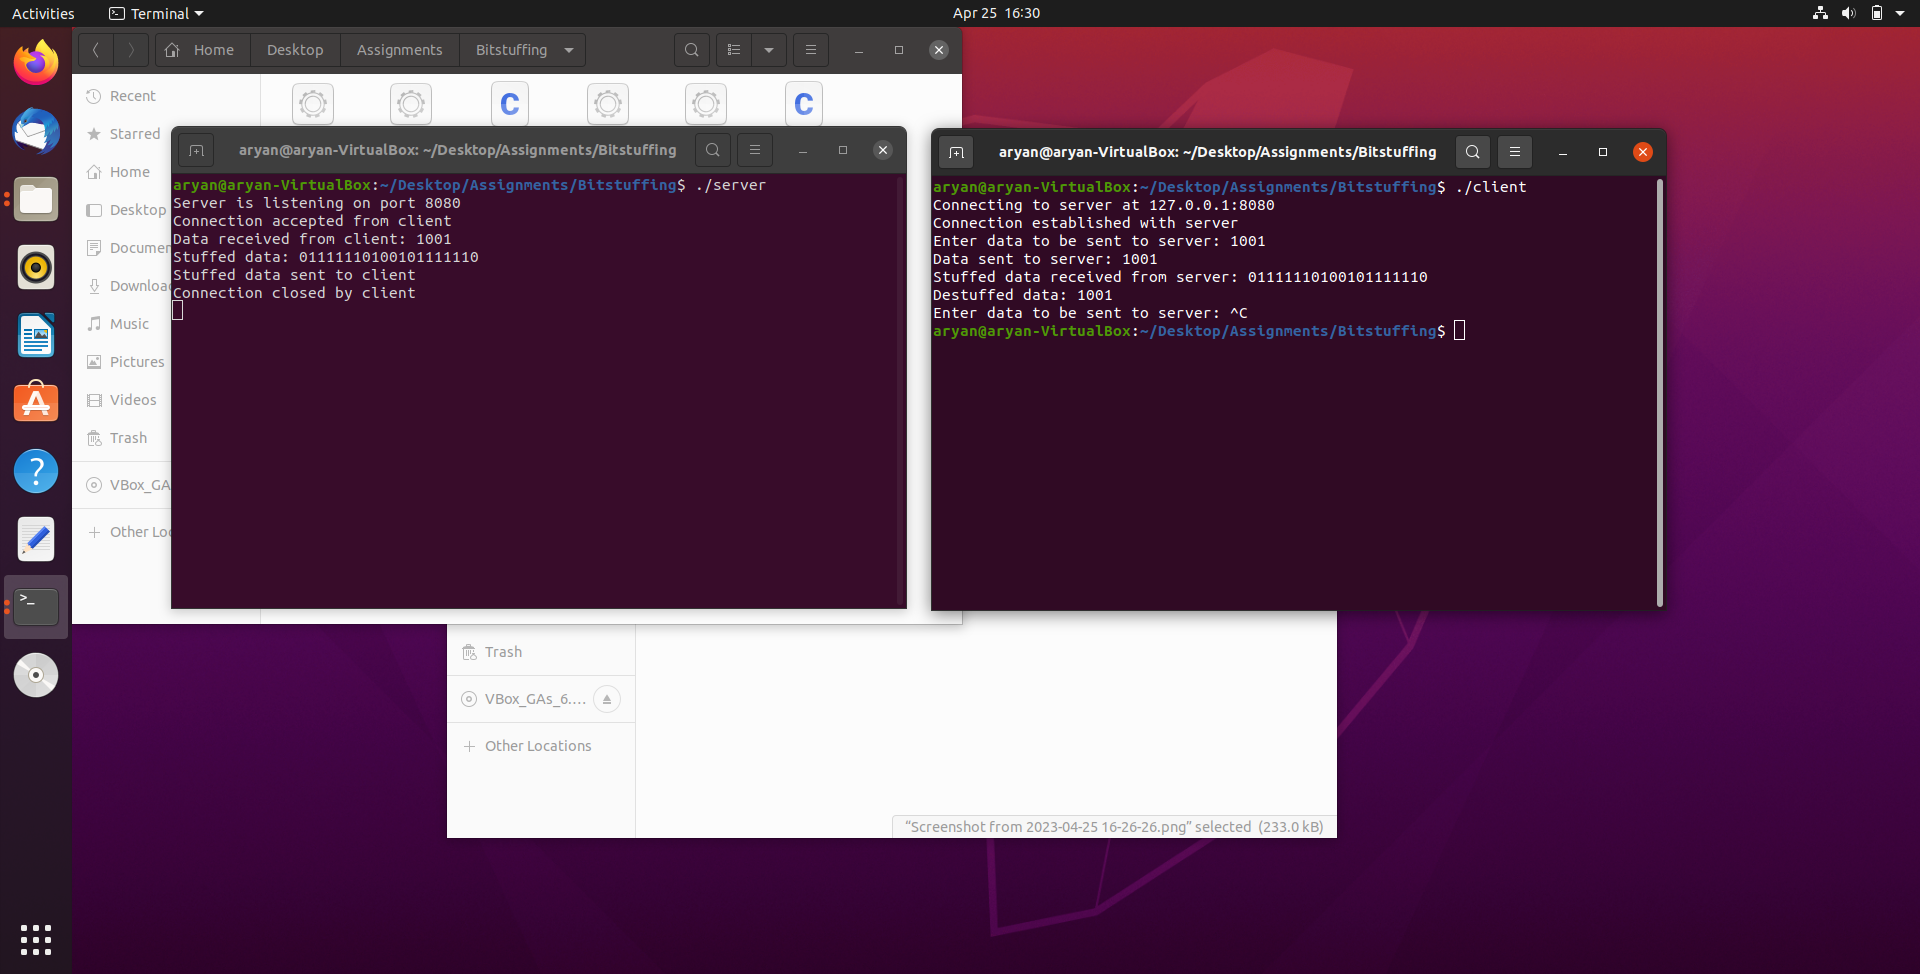 Activities
Terminal
Apr 25 16:30
Home
Desktop
Assignments
Bitstuffing
Recent
Starred
Home
Desktop
Documen
Downloa
Music
Pictures
Videos
Trash
VBox_GA
Other Loc
C
C
aryan@aryan-VirtualBox: ~/Desktop/Assignments/Bitstuffing
aryan@aryan-VirtualBox:~/Desktop/Assignments/Bitstuffing$ ./server
Server is listening on port 8080
Connection accepted from client
Data received from client: 1001
Stuffed data: 01111110100101111110
Stuffed data sent to client
Connection closed by client
aryan@aryan-VirtualBox: ~/Desktop/Assignments/Bitstuffing
aryan@aryan-VirtualBox:~/Desktop/Assignments/Bitstuffing$ ./client
Connecting to server at 127.0.0.1:8080
Connection established with server
Enter data to be sent to server: 1001
Data sent to server: 1001
Stuffed data received from server: 01111110100101111110
Destuffed data: 1001
Enter data to be sent to server: ^C
aryan@aryan-VirtualBox:~/Desktop/Assignments/Bitstuffing$
Trash
VBox_GAs_6....
Other Locations
“Screenshot from 2023-04-25 16-26-26.png” selected (233.0 kB)